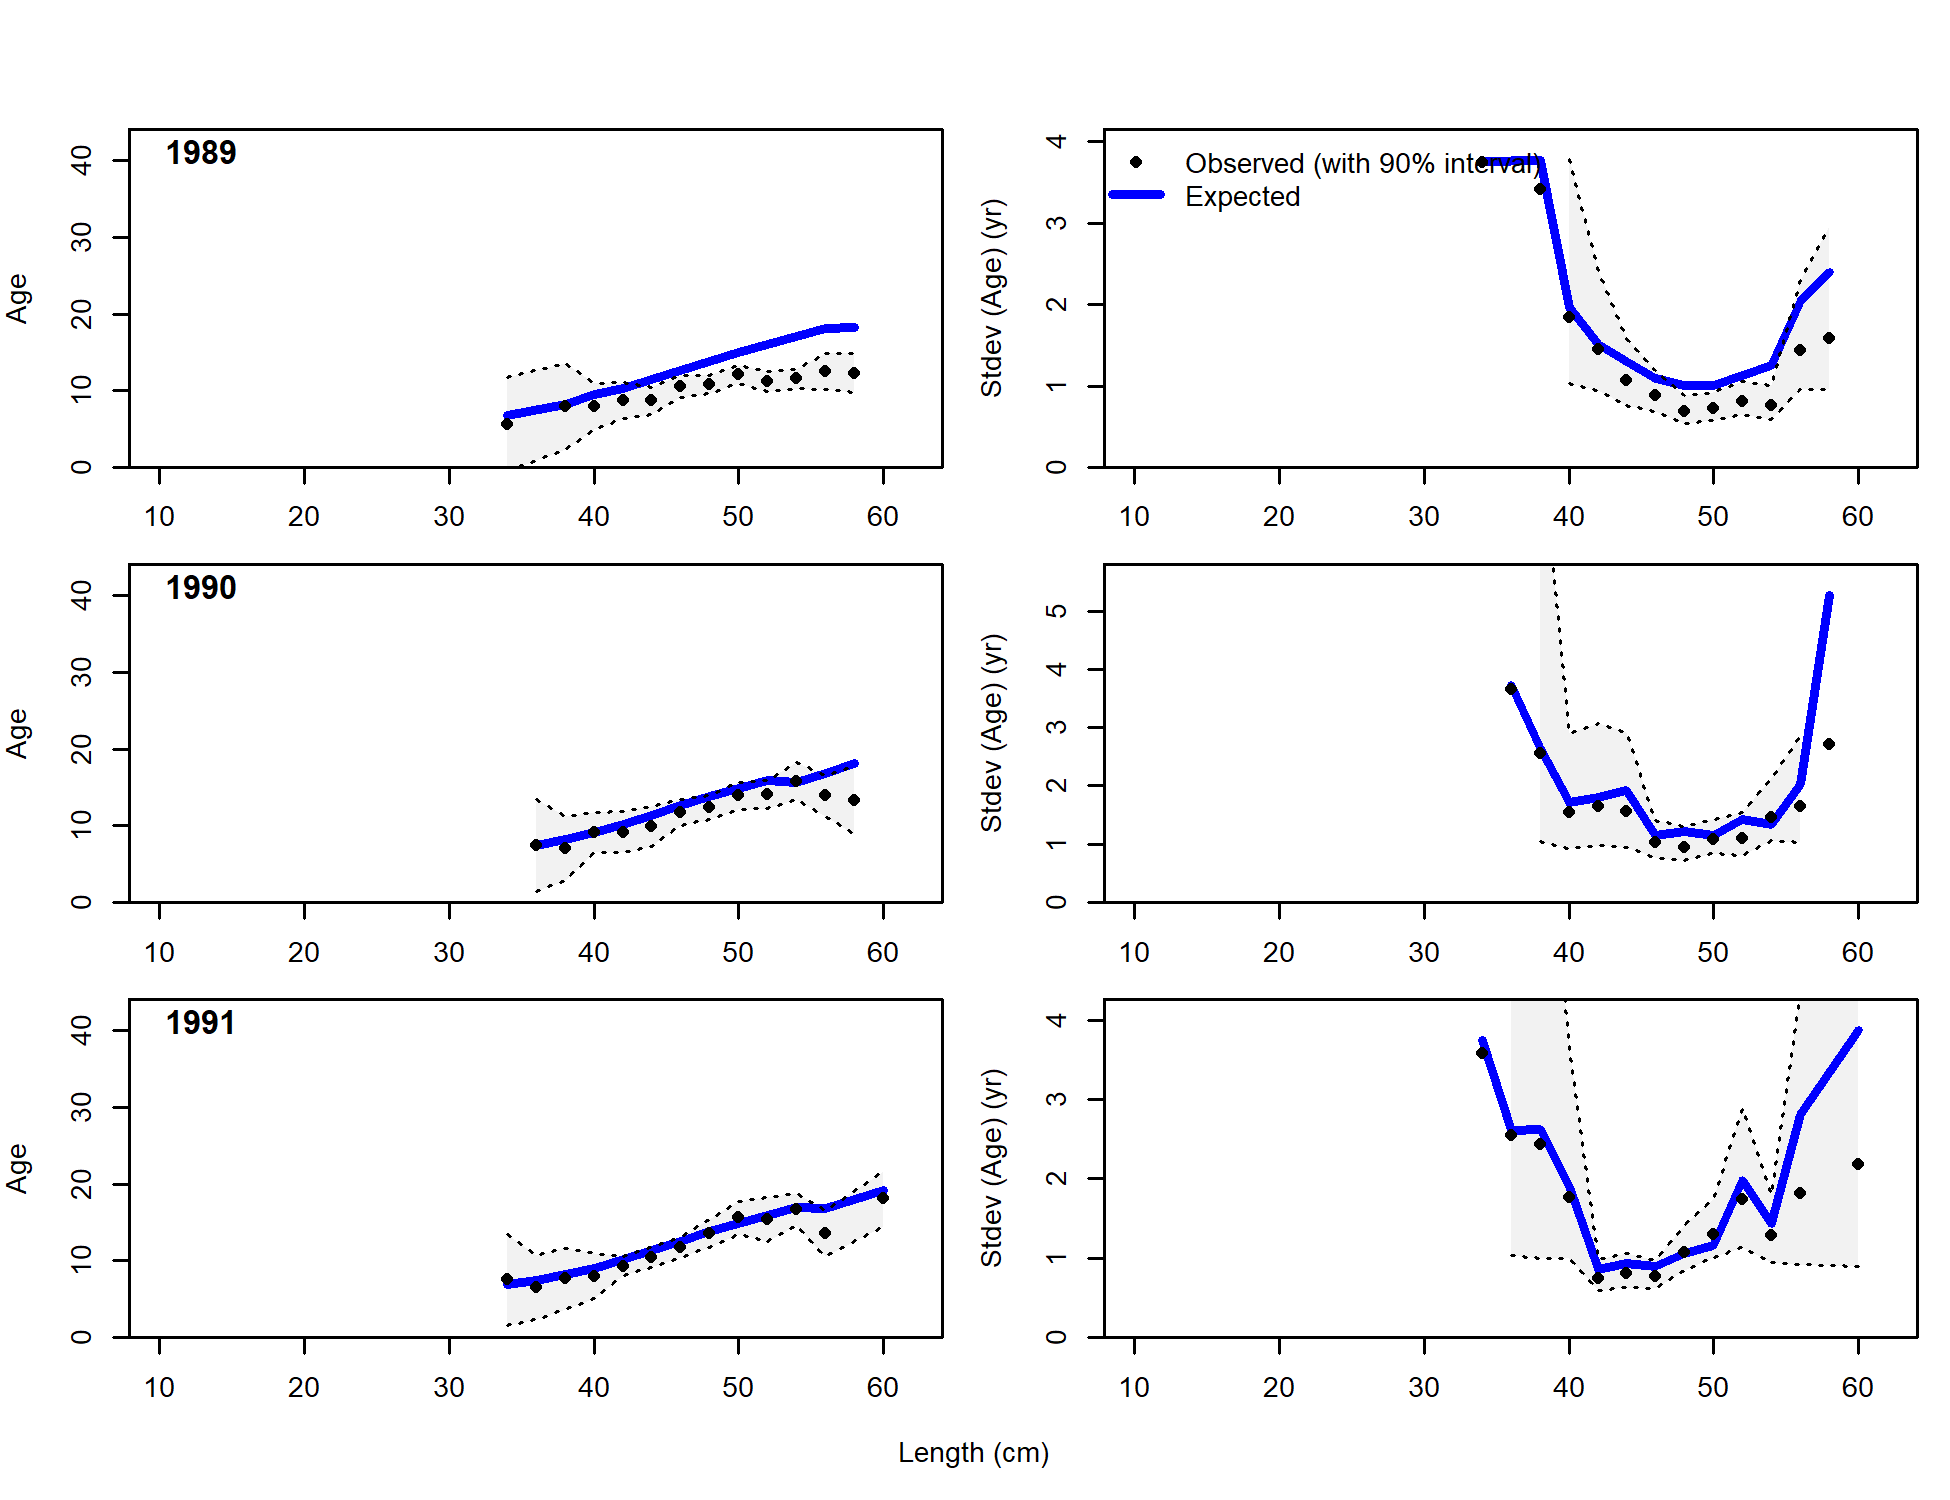 1989
Age
0 10 20 30 40
10 20 30 40 50 60
Observed (with 90% interval)
Expected
Stdev (Age) (yr)
0 1 2 3 4
10 20 30 40 50 60
1990
Age
0 10 20 30 40
10 20 30 40 50 60
Stdev (Age) (yr)
0 1 2 3 4 5
10 20 30 40 50 60
1991
Age
0 10 20 30 40
10 20 30 40 50 60
Stdev (Age) (yr)
0 1 2 3 4
10 20 30 40 50 60
Length (cm)